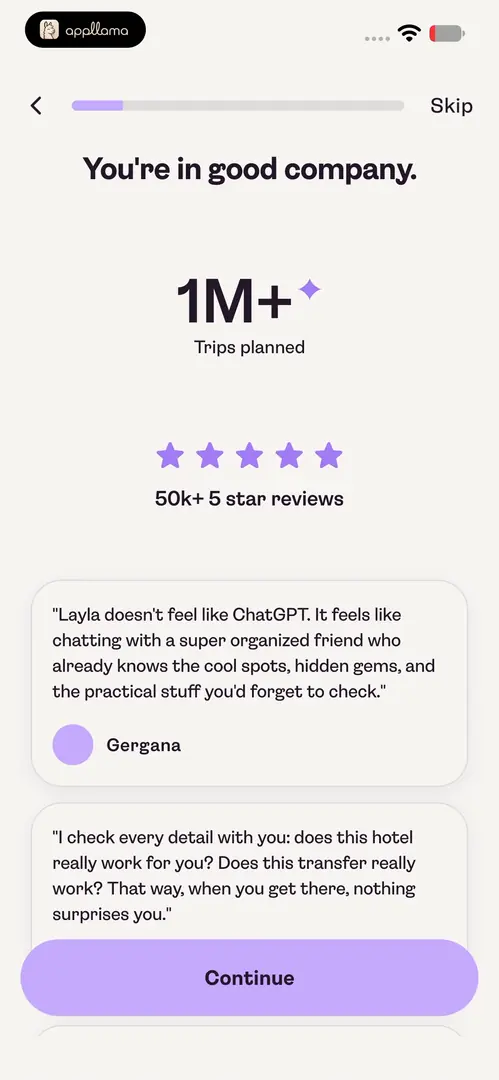 appllama
Skip
You're in good company.
1M+
Trips planned
50k+ 5 star reviews
"Layla doesn't feel like ChatGPT. It feels like
chatting with a super organized friend who
already knows the cool spots, hidden gems, and
the practical stuff you'd forget to check."
Gergana
"I check every detail with you: does this hotel
really work for you? Does this transfer really
work? That way, when you get there, nothing
surprises you."
Continue